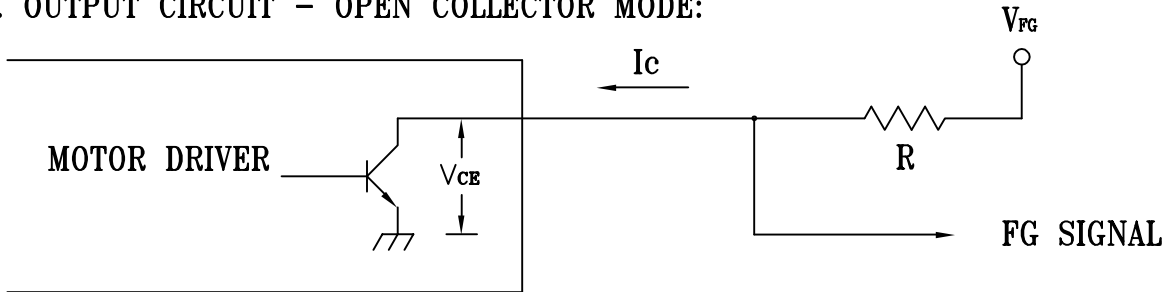 . OUTPUT CIRCUIT - OPEN COLLECTOR MODE:
VFG
Ic
MOTOR DRIVER
VCE
R
FG SIGNAL